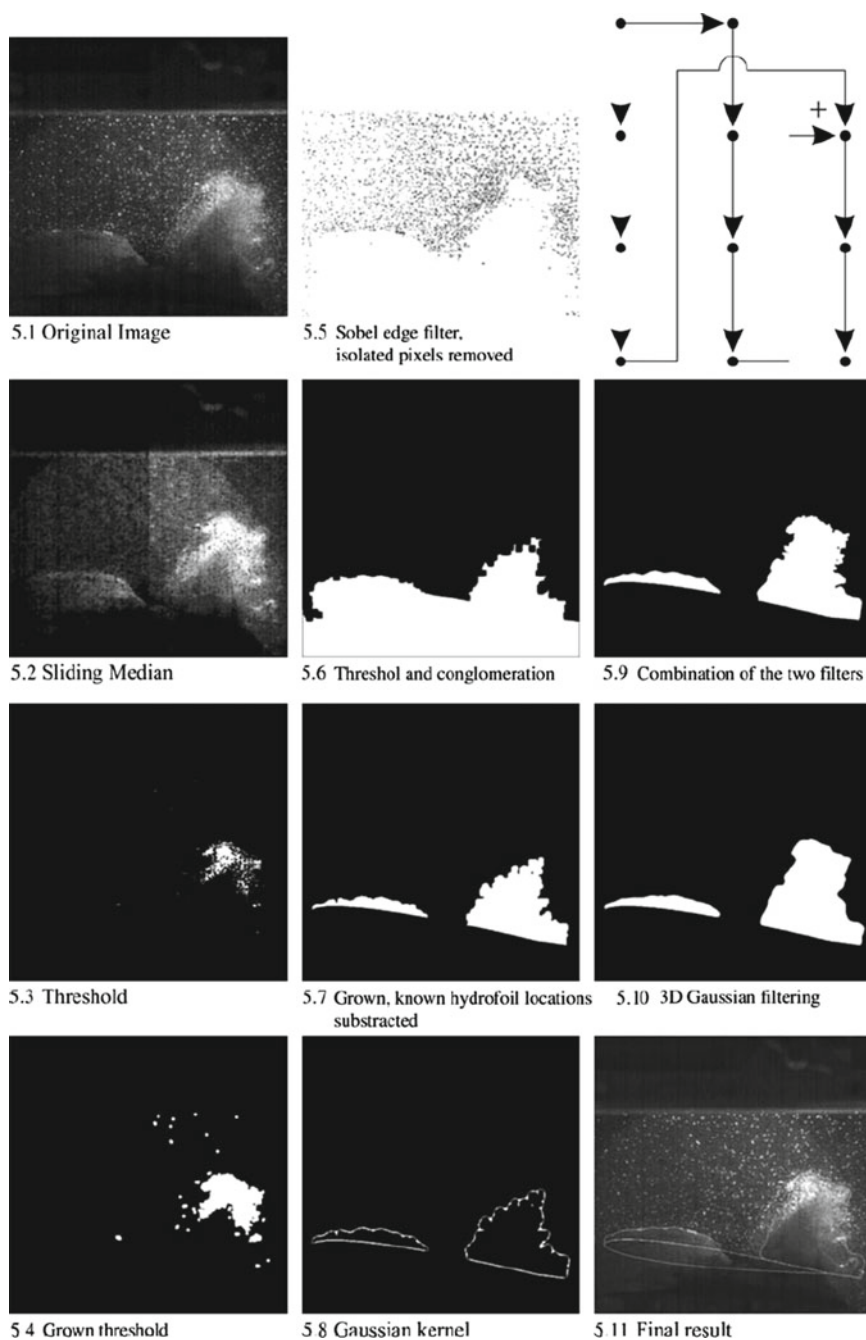 +
5.1 Original Image
5.5 Sobel edge filter,
isolated pixels removed
5.2 Sliding Median
5.6 Threshol and conglomeration
5.9 Combination of the two filters
5.3 Threshold
5.7 Grown, known hydrofoil locations
substracted
5.10 3D Gaussian filtering
5.4 Grown threshold
5.8 Gaussian kernel
5.11 Final result